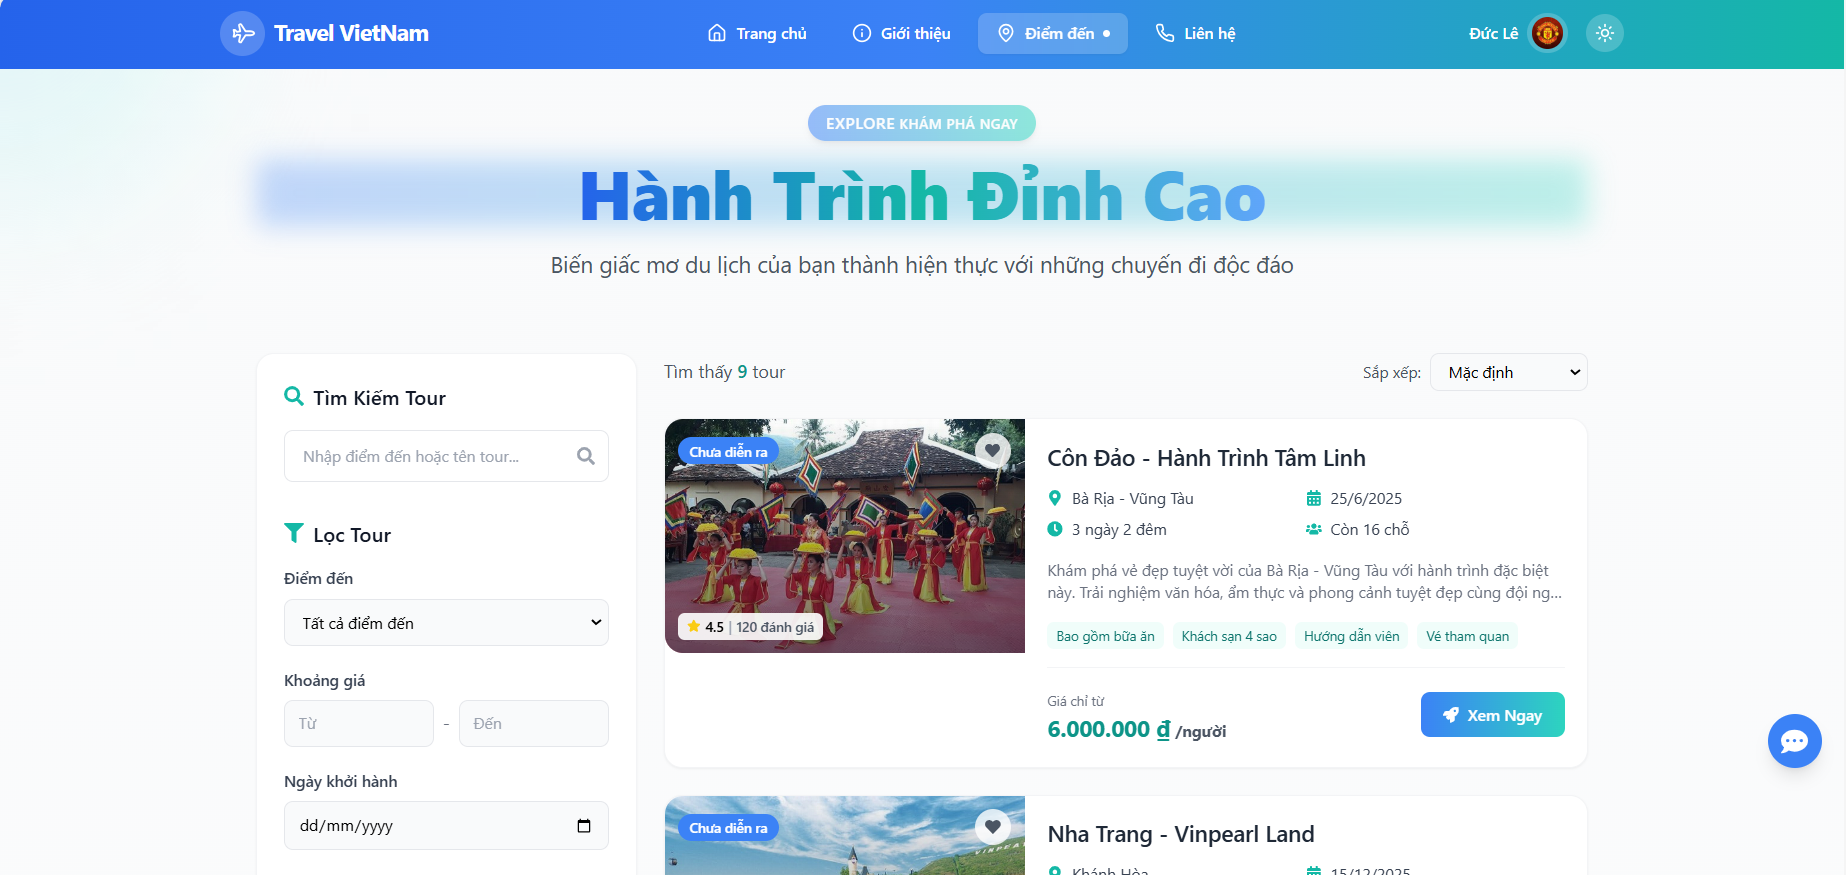 Travel VietNam
Trang chủ
Giới thiệu
Điểm đến
Liên hệ
Đức Lê
EXPLORE KHÁM PHÁ NGAY
Hành Trình Đỉnh Cao
Biến giấc mơ du lịch của bạn thành hiện thực với những chuyến đi độc đáo
Tìm Kiếm Tour
Nhập điểm đến hoặc tên tour...
Lọc Tour
Điểm đến
Tất cả điểm đến
Khoảng giá
Từ - Đến
Ngày khởi hành
dd/mm/yyyy
Tìm thấy 9 tour
Sắp xếp: Mặc định
Chưa diễn ra
4.5 | 120 đánh giá
Côn Đảo - Hành Trình Tâm Linh
Bà Rịa - Vũng Tàu
25/6/2025
3 ngày 2 đêm
Còn 16 chỗ
Khám phá vẻ đẹp tuyệt vời của Bà Rịa - Vũng Tàu với hành trình đặc biệt
này. Trải nghiệm văn hóa, ẩm thực và phong cảnh tuyệt đẹp cùng đội ng...
Bao gồm bữa ăn
Khách sạn 4 sao
Hướng dẫn viên
Vé tham quan
Giá chỉ từ
6.000.000 ₫ /người
Xem Ngay
Chưa diễn ra
VINPEARL
Nha Trang - Vinpearl Land
Khánh Hòa
15/12/2025